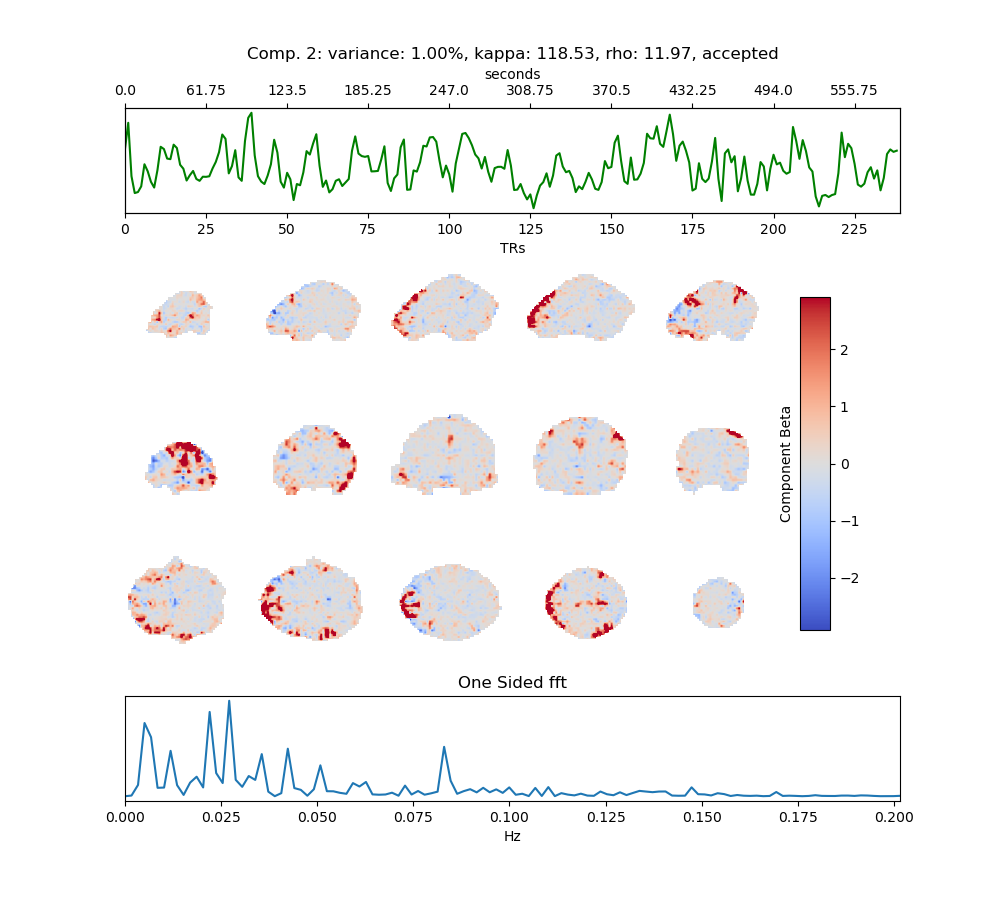 Comp. 2: variance: 1.00%, kappa: 118.53, rho: 11.97, accepted
seconds
0.0 61.75 123.5 185.25 247.0 308.75 370.5 432.25 494.0 555.75
0 25 50 75 100 125 150 175 200 225
TRs
2
1
0
−1
−2
Component Beta
One Sided fft
0.000 0.025 0.050 0.075 0.100 0.125 0.150 0.175 0.200
Hz